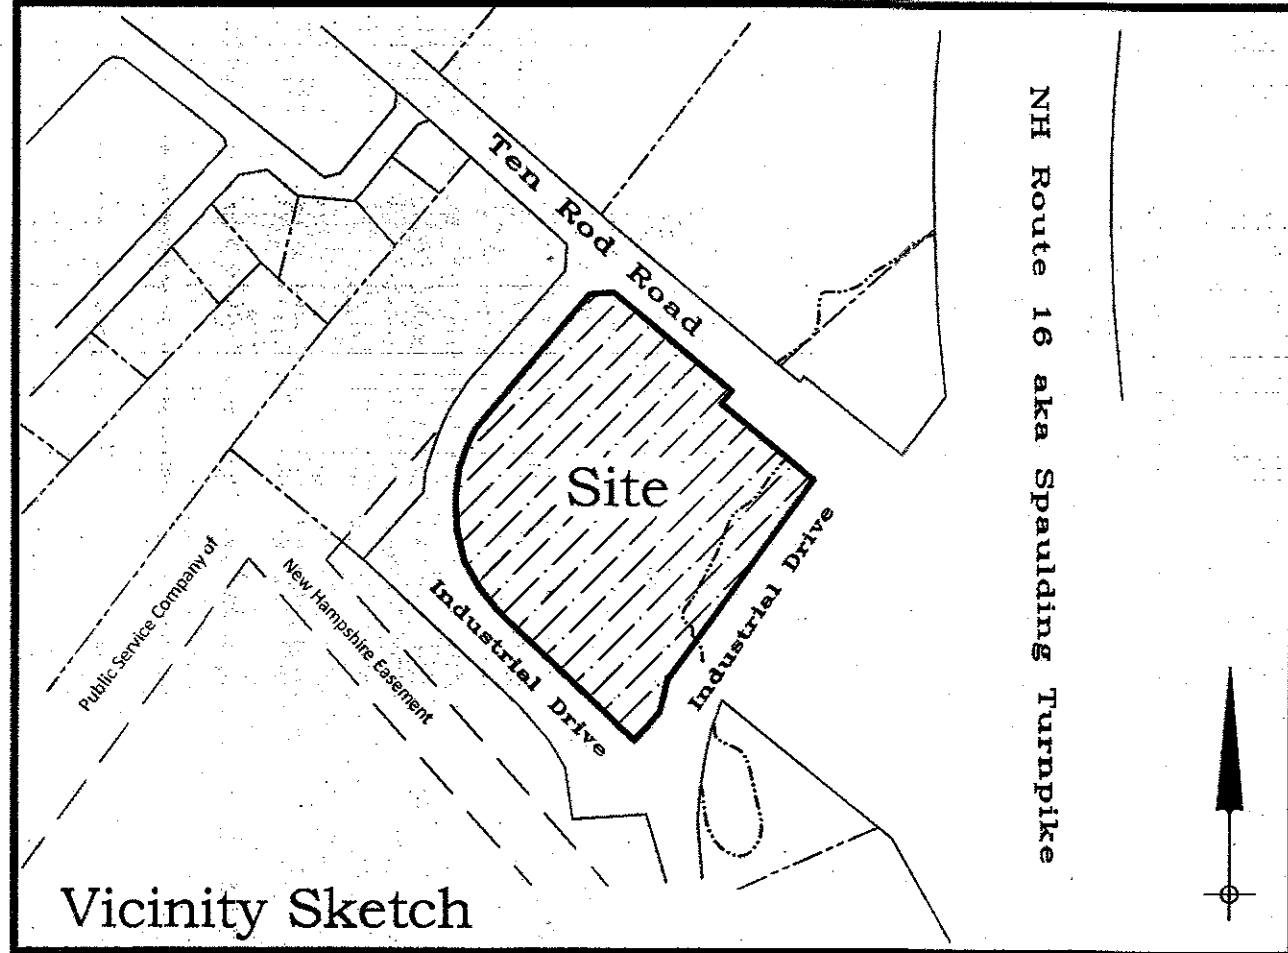 Ten Rod Road
NH Route 16 aka Spaulding Turnpike
Site
Industrial Drive
Industrial Drive
Public Service Company of
New Hampshire Easement
Vicinity Sketch